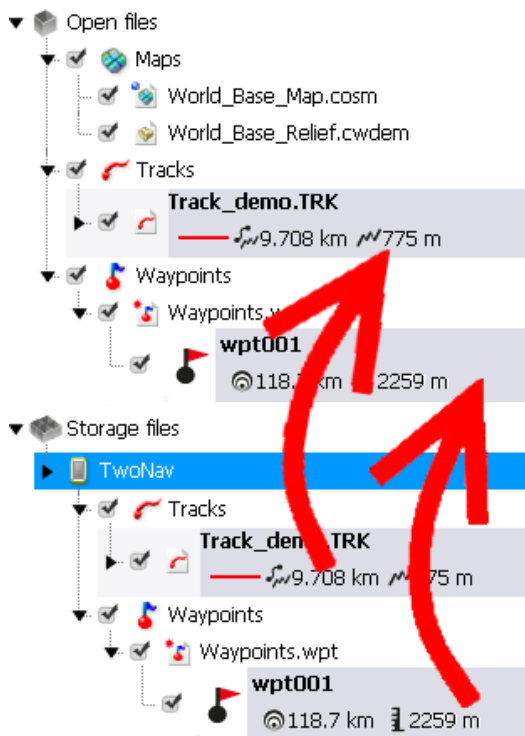 Open files
Maps
World_Base_Map.cosm
World_Base_Relief.cwdem
Tracks
Track_demo.TRK
9.708 km 775 m
Waypoints
wpt001
km 2259 m
Storage files
TwoNav
Tracks
9.708 km
Waypoints
Waypoints.wpt
wpt001
118.7 km 2259 m